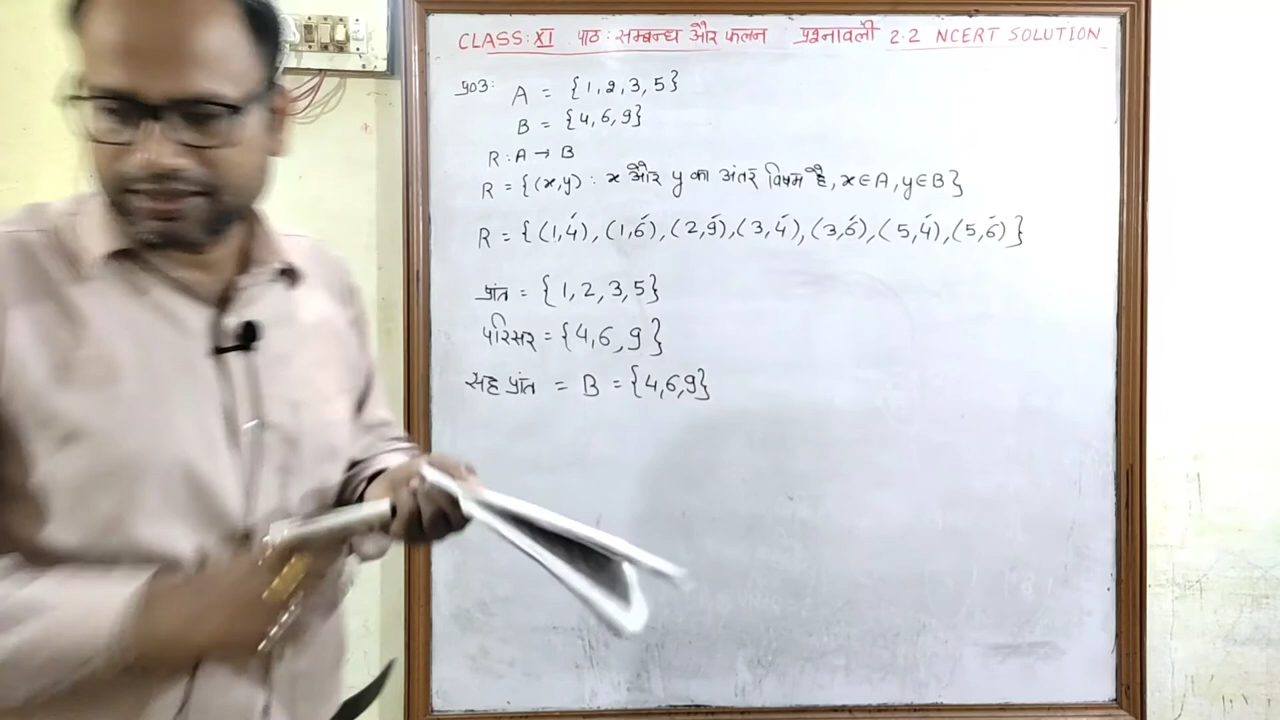 CLASS: XI पाठ: सम्बन्ध और फलन प्रश्नावली 2.2 NCERT SOLUTION
प्र03: A = {1, 2, 3, 5}
B = {4, 6, 9}
R : A → B
R = {(x,y) : x और y का अंतर विषम है, x ∈ A, y ∈ B}
R = {(1,4), (1,6), (2,9), (3,4), (3,6), (5,4), (5,6)}
प्रांत = {1, 2, 3, 5}
परिसर = {4, 6, 9}
सह प्रांत = B = {4, 6, 9}